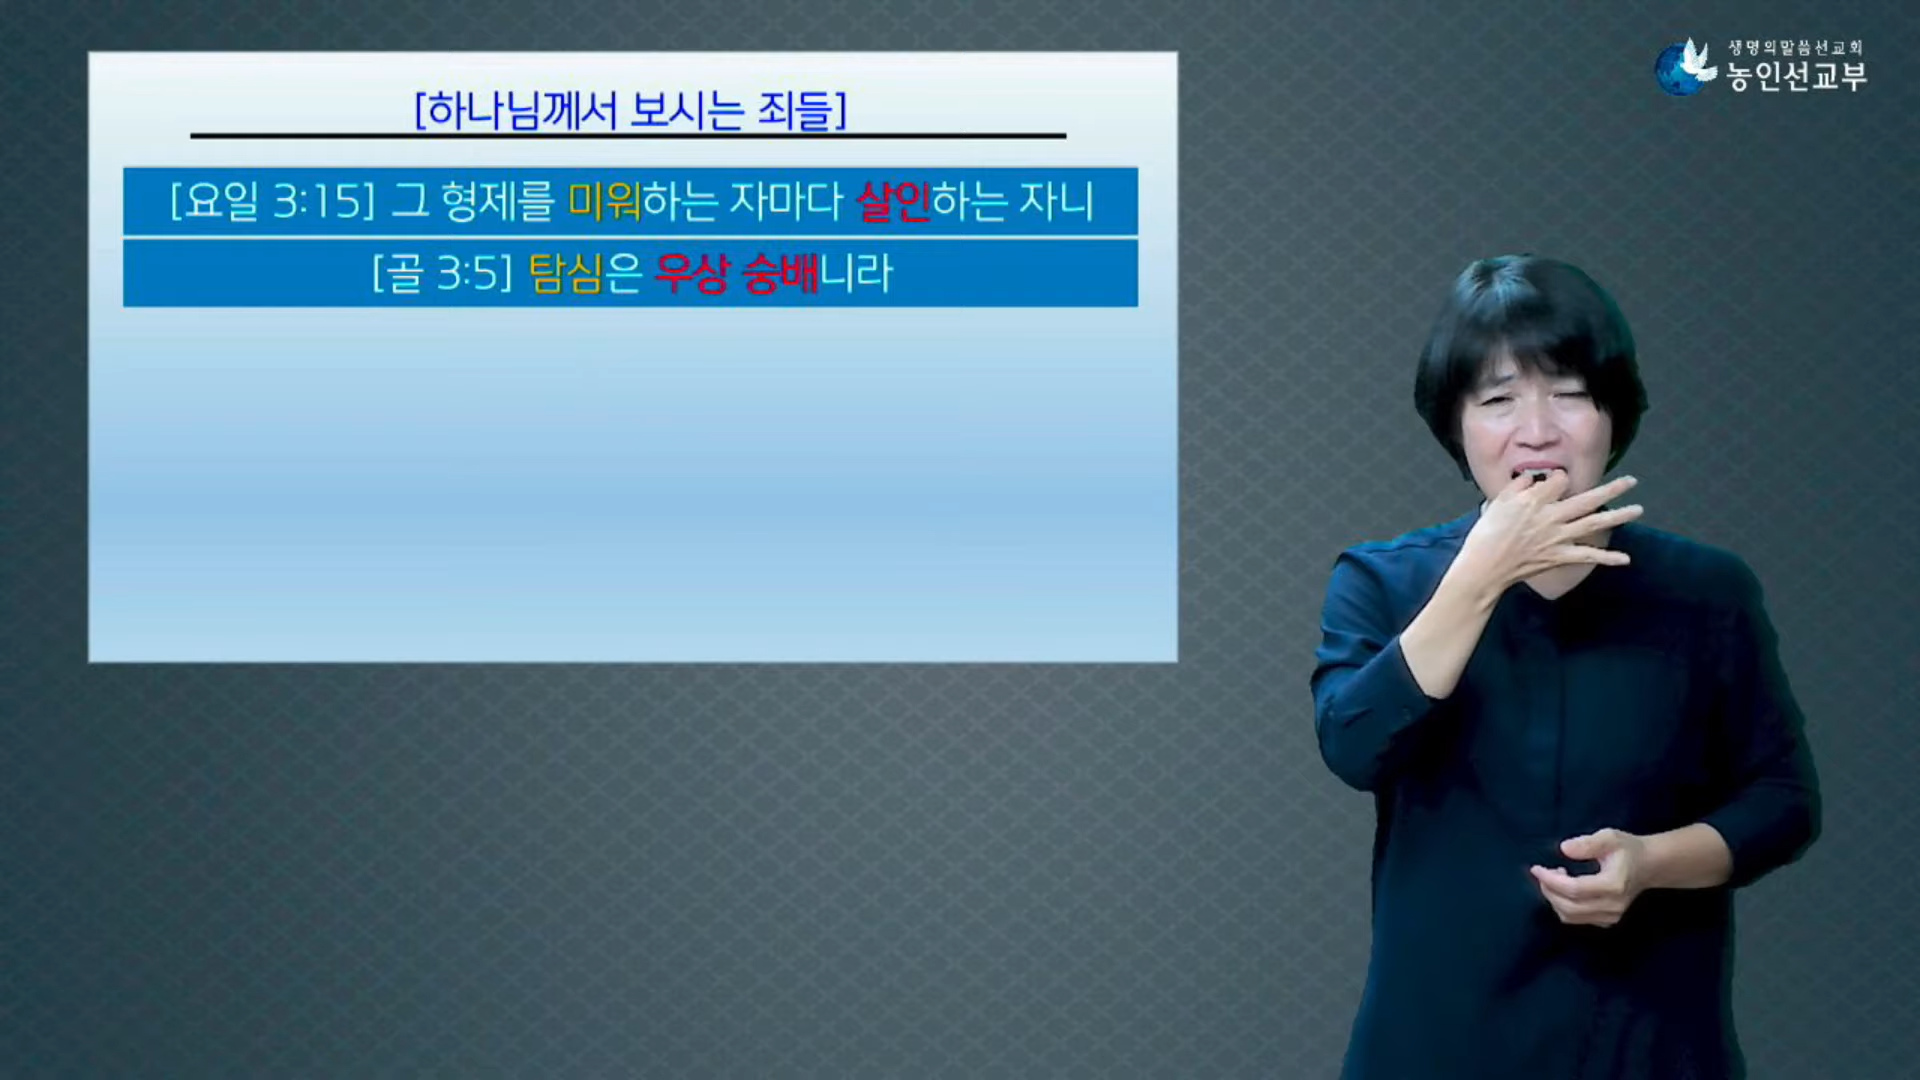 생명의말씀선교회
농인선교부
[하나님께서 보시는 죄들]
[요일 3:15] 그 형제를 미워하는 자마다 살인하는 자니
[골 3:5] 탐심은 우상 숭배니라